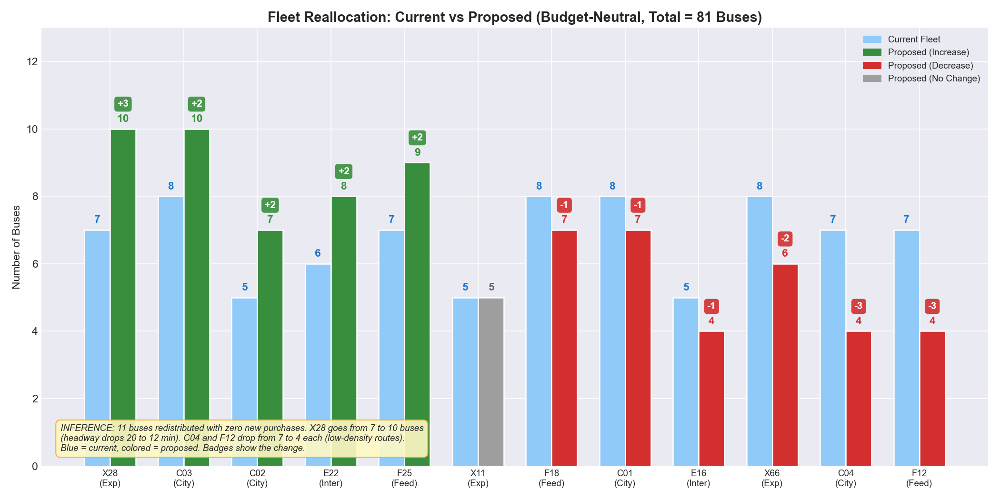 Fleet Reallocation: Current vs Proposed (Budget-Neutral, Total = 81 Buses)
Current Fleet
Proposed (Increase)
Proposed (Decrease)
Proposed (No Change)
Number of Buses
12
10
8
6
4
2
0
+3
10
7
+2
10
8
+2
7
5
+2
8
6
+2
9
7
5
5
8
-1
7
8
-1
7
5
-1
4
8
-2
6
7
-3
4
7
-3
4
INFERENCE: 11 buses redistributed with zero new purchases. X28 goes from 7 to 10 buses
(headway drops 20 to 12 min). C04 and F12 drop from 7 to 4 each (low-density routes).
Blue = current, colored = proposed. Badges show the change.
X28
(Exp)
C03
(City)
C02
(City)
E22
(Inter)
F25
(Feed)
X11
(Exp)
F18
(Feed)
C01
(City)
E16
(Inter)
X66
(Exp)
C04
(City)
F12
(Feed)